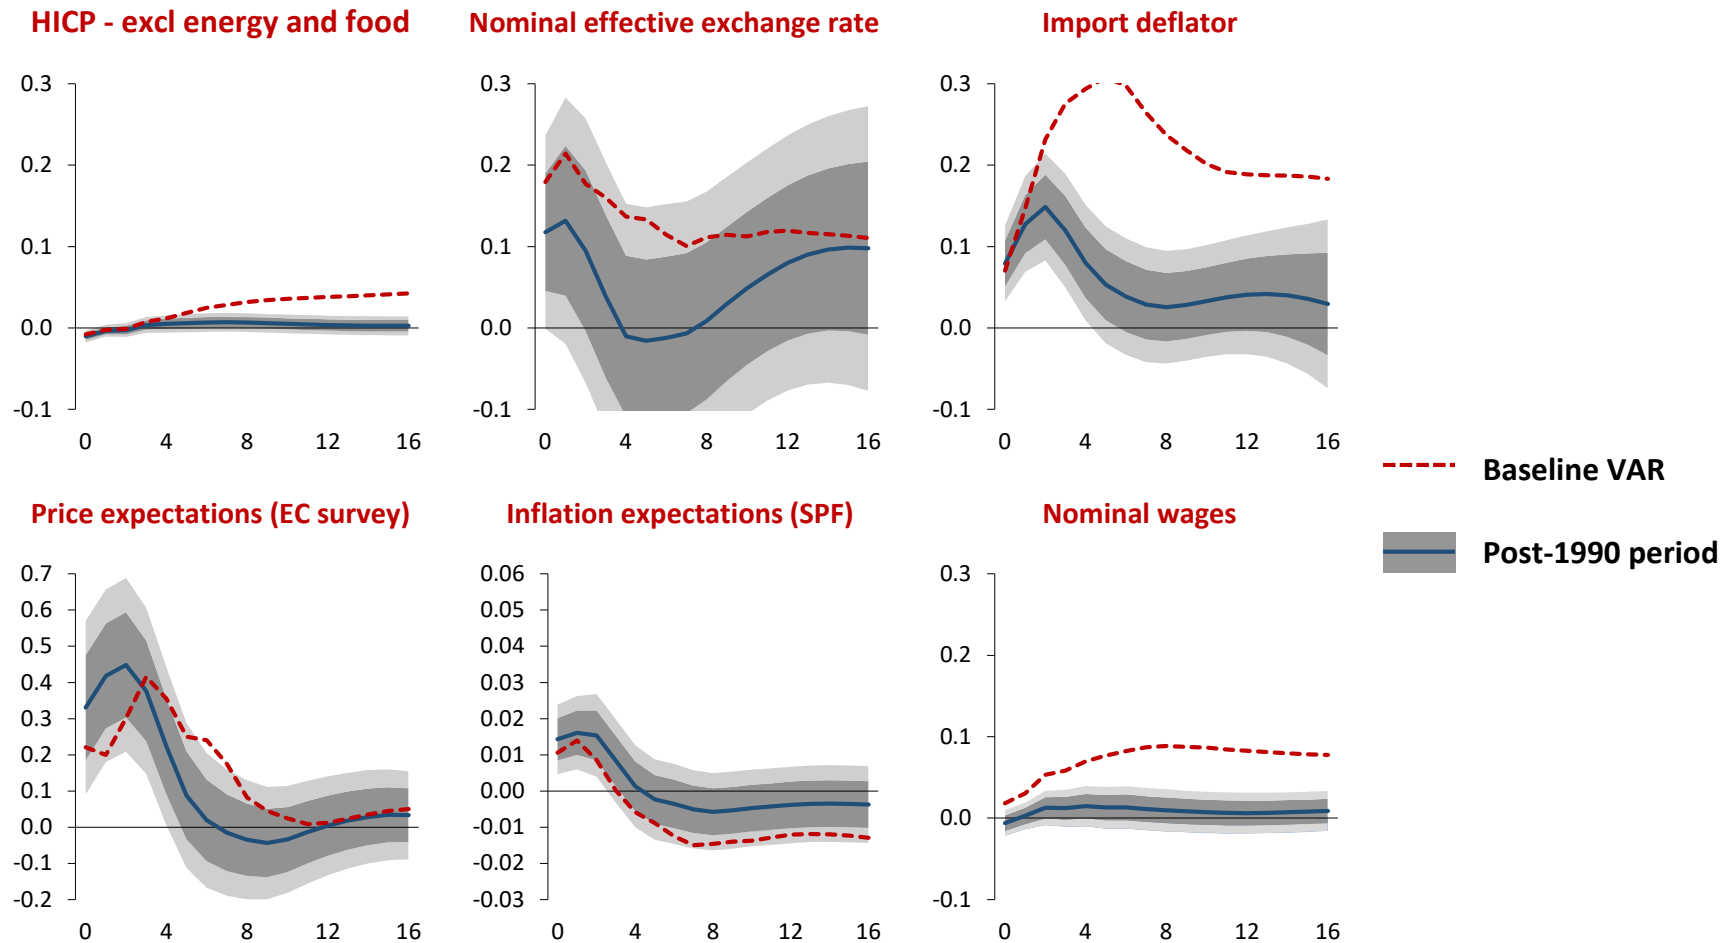 HICP - excl energy and food
Nominal effective exchange rate
Import deflator
0.3
0.2
0.1
0.0
-0.1
0 4 8 12 16
0.3
0.2
0.1
0.0
-0.1
0 4 8 12 16
0.3
0.2
0.1
0.0
-0.1
0 4 8 12 16
Baseline VAR
Post-1990 period
Price expectations (EC survey)
Inflation expectations (SPF)
Nominal wages
0.7
0.6
0.5
0.4
0.3
0.2
0.1
0.0
-0.1
-0.2
0 4 8 12 16
0.06
0.05
0.04
0.03
0.02
0.01
0.00
-0.01
-0.02
-0.03
0 4 8 12 16
0.3
0.2
0.1
0.0
-0.1
0 4 8 12 16